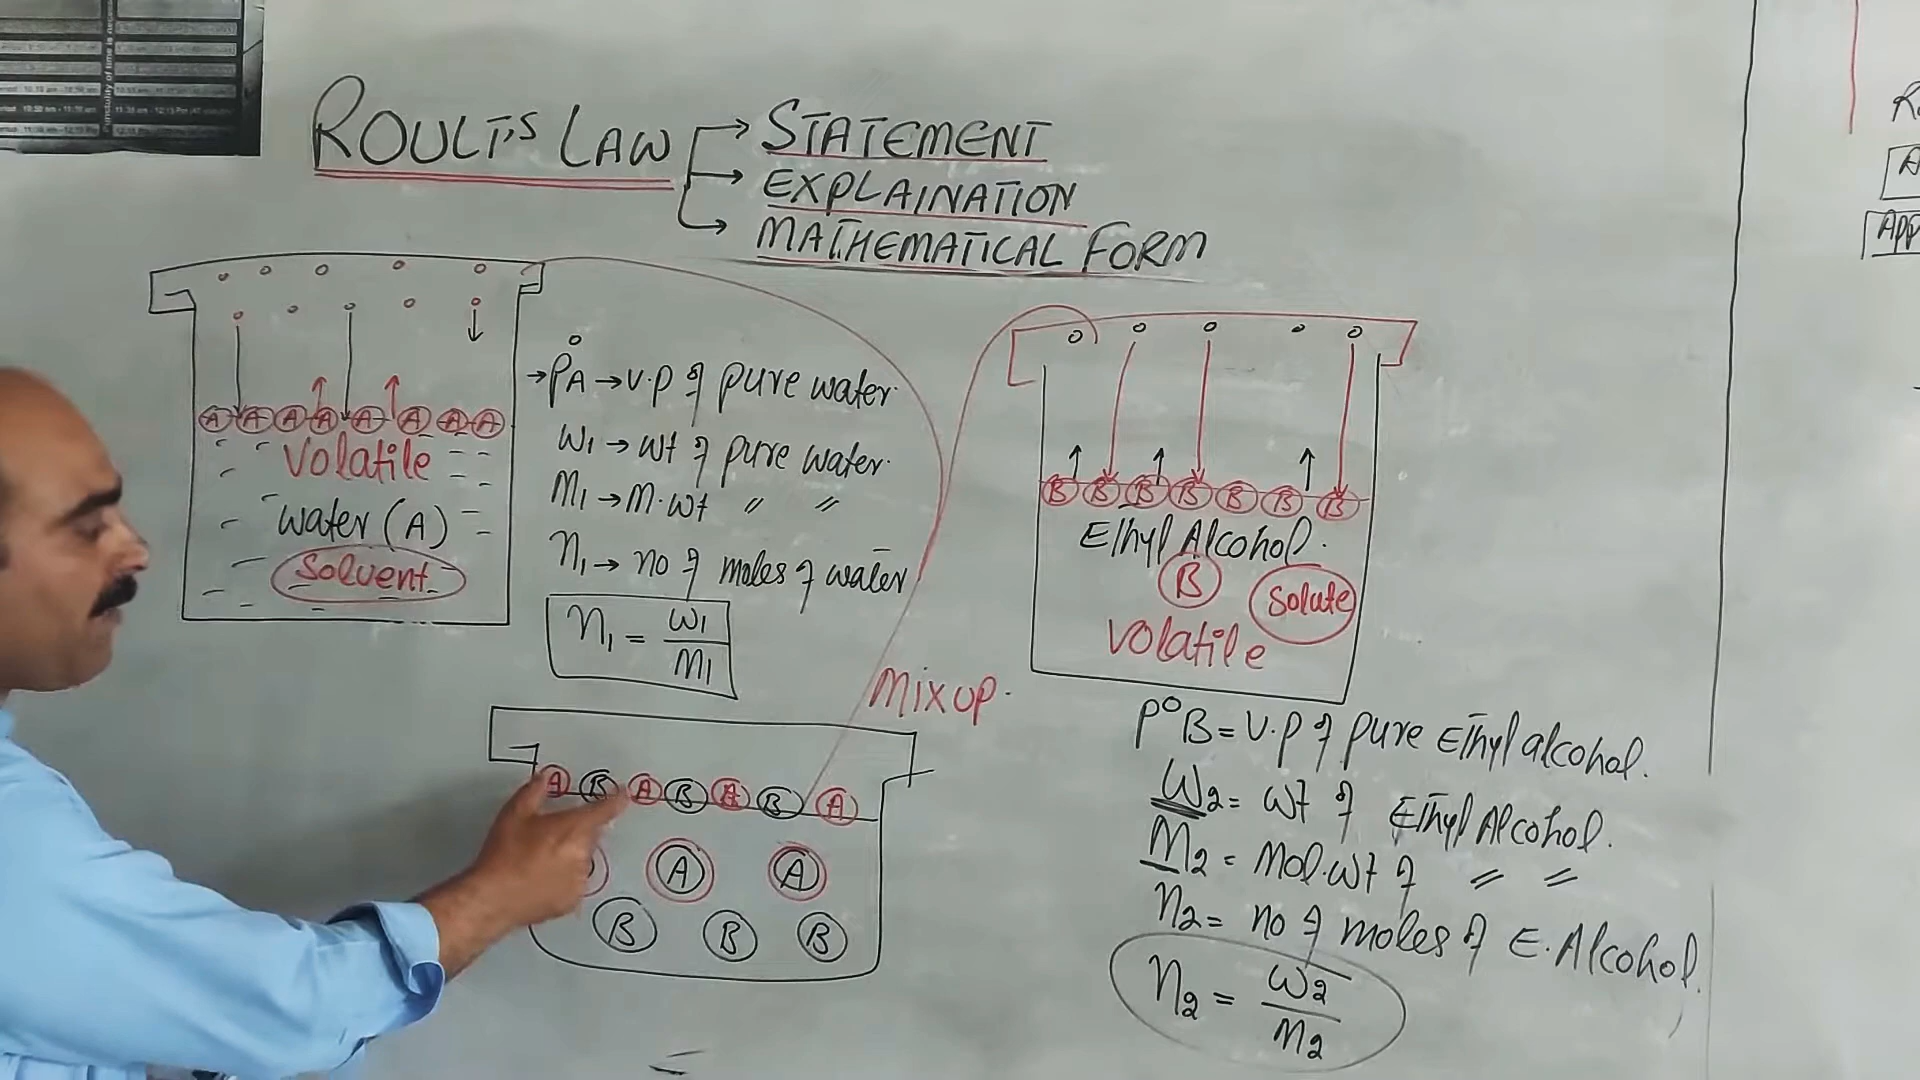 ROULT'S LAW
STATEMENT
EXPLAINATION
MATHEMATICAL FORM
A A A A A A A A
Volatile
Water (A)
Solvent
→ P°A → V.P of pure water.
W1 → wt of pure water.
M1 → M.wt 〃 〃
n1 → no of moles of water
n1 = W1/M1
B B B B B B B
Ethyl Alcohol.
B
Solute
Volatile
Mix up.
A B A B A B A
A A
B B B
P°B = V.P of pure Ethyl alcohol.
W2 = wt of Ethyl Alcohol.
M2 = Mol.wt of 〃 〃
n2 = no of moles of E.Alcohol.
n2 = W2/M2
APP